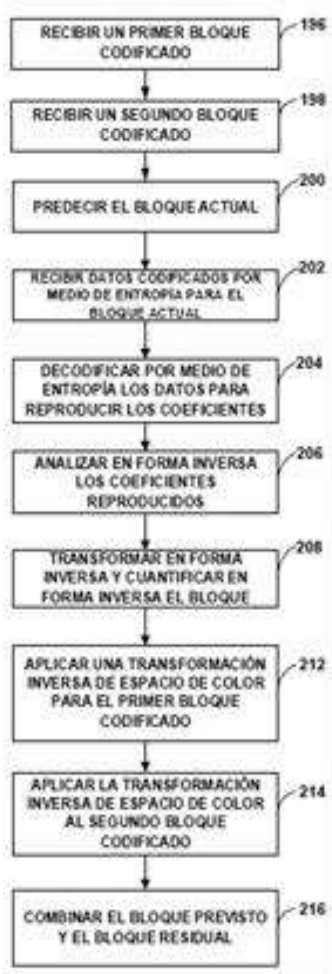 RECIBIR UN PRIMER BLOQUE
CODIFICADO
196
RECIBIR UN SEGUNDO BLOQUE
CODIFICADO
198
PREDECIR EL BLOQUE ACTUAL
200
RECIBIR DATOS CODIFICADOS POR
MEDIO DE ENTROPÍA PARA EL
BLOQUE ACTUAL
202
DECODIFICAR POR MEDIO DE
ENTROPÍA LOS DATOS PARA
REPRODUCIR LOS COEFICIENTES
204
ANALIZAR EN FORMA INVERSA
LOS COEFICIENTES
REPRODUCIDOS
206
TRANSFORMAR EN FORMA
INVERSA Y CUANTIFICAR EN
FORMA INVERSA EL BLOQUE
208
APLICAR UNA TRANSFORMACIÓN
INVERSA DE ESPACIO DE COLOR
PARA EL PRIMER BLOQUE
CODIFICADO
212
APLICAR LA TRANSFORMACIÓN
INVERSA DE ESPACIO DE COLOR
AL SEGUNDO BLOQUE
CODIFICADO
214
COMBINAR EL BLOQUE PREVISTO
Y EL BLOQUE RESIDUAL
216